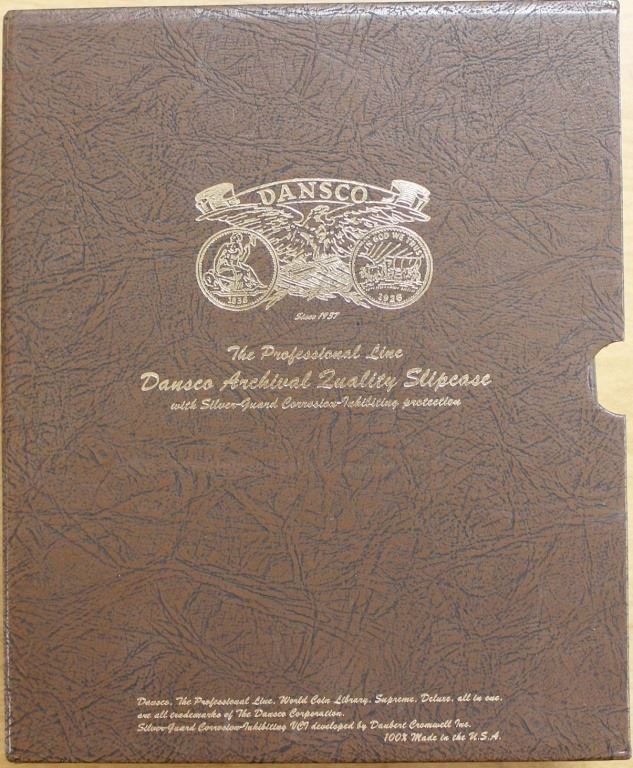 DANSCO
IN GOD WE TRUST
1836
1926
Since 1937
The Professional Line
Dansco Archival Quality Slipcase
with Silver-Guard Corrosion-Inhibiting protection
Dansco, The Professional Line, World Coin Library, Supreme, Deluxe, all in one,
are all trademarks of The Dansco Corporation.
Silver-Guard Corrosion-Inhibiting VCI developed by Daubert Cromwell Inc.
100% Made in the U.S.A.